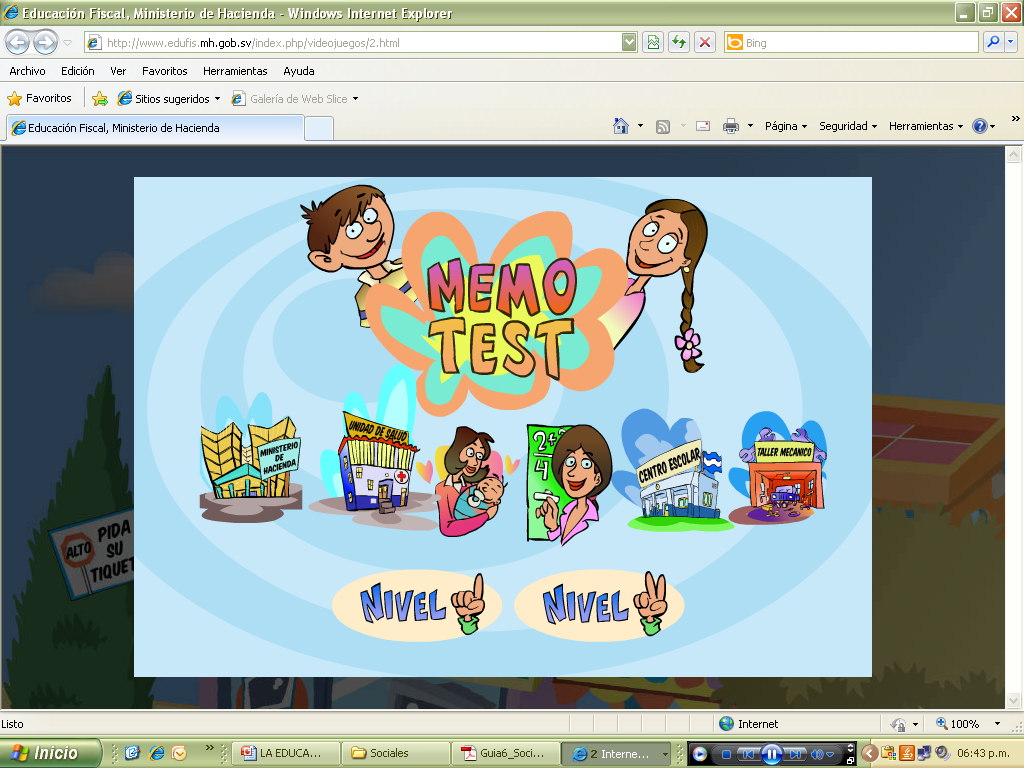 Educación Fiscal, Ministerio de Hacienda - Windows Internet Explorer
http://www.edufis.mh.gob.sv/index.php/videojuegos/2.html
Bing
Archivo Edición Ver Favoritos Herramientas Ayuda
Favoritos Sitios sugeridos Galería de Web Slice
Educación Fiscal, Ministerio de Hacienda
Página Seguridad Herramientas
MEMO
TEST
MINISTERIO
DE
HACIENDA
UNIDAD DE SALUD
2+2
4
CENTRO ESCOLAR
TALLER MECANICO
ALTO
PIDA
SU
TIQUET
NIVEL
NIVEL
Listo
Internet
100%
Inicio
LA EDUCA...
Sociales
Guia6_Soci...
2 Interne...
06:43 p.m.